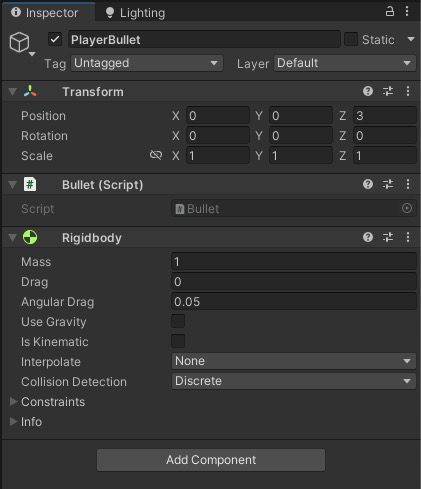 Inspector Lighting
PlayerBullet Static
Tag Untagged Layer Default
Transform
Position X 0 Y 0 Z 3
Rotation X 0 Y 0 Z 0
Scale X 1 Y 1 Z 1
# Bullet (Script)
Script # Bullet
Rigidbody
Mass 1
Drag 0
Angular Drag 0.05
Use Gravity
Is Kinematic
Interpolate None
Collision Detection Discrete
Constraints
Info
Add Component